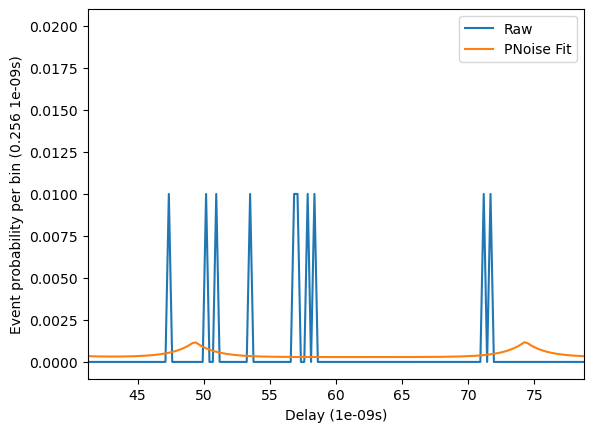 Raw
PNoise Fit
0.0200
0.0175
0.0150
0.0125
0.0100
0.0075
0.0050
0.0025
0.0000
Event probability per bin (0.256 1e-09s)
45 50 55 60 65 70 75
Delay (1e-09s)